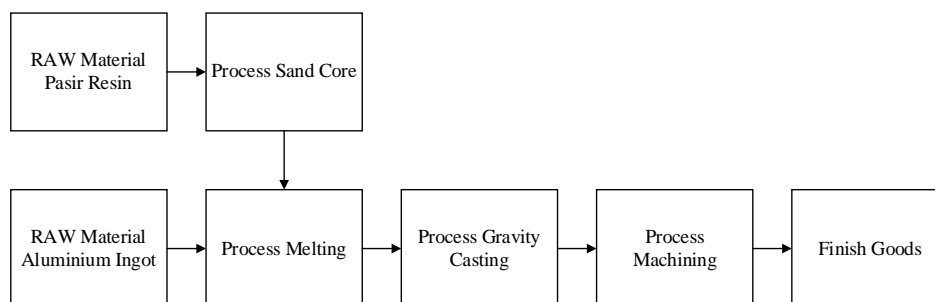 RAW Material
Pasir Resin
Process Sand Core
RAW Material
Aluminium Ingot
Process Melting
Process Gravity
Casting
Process
Machining
Finish Goods